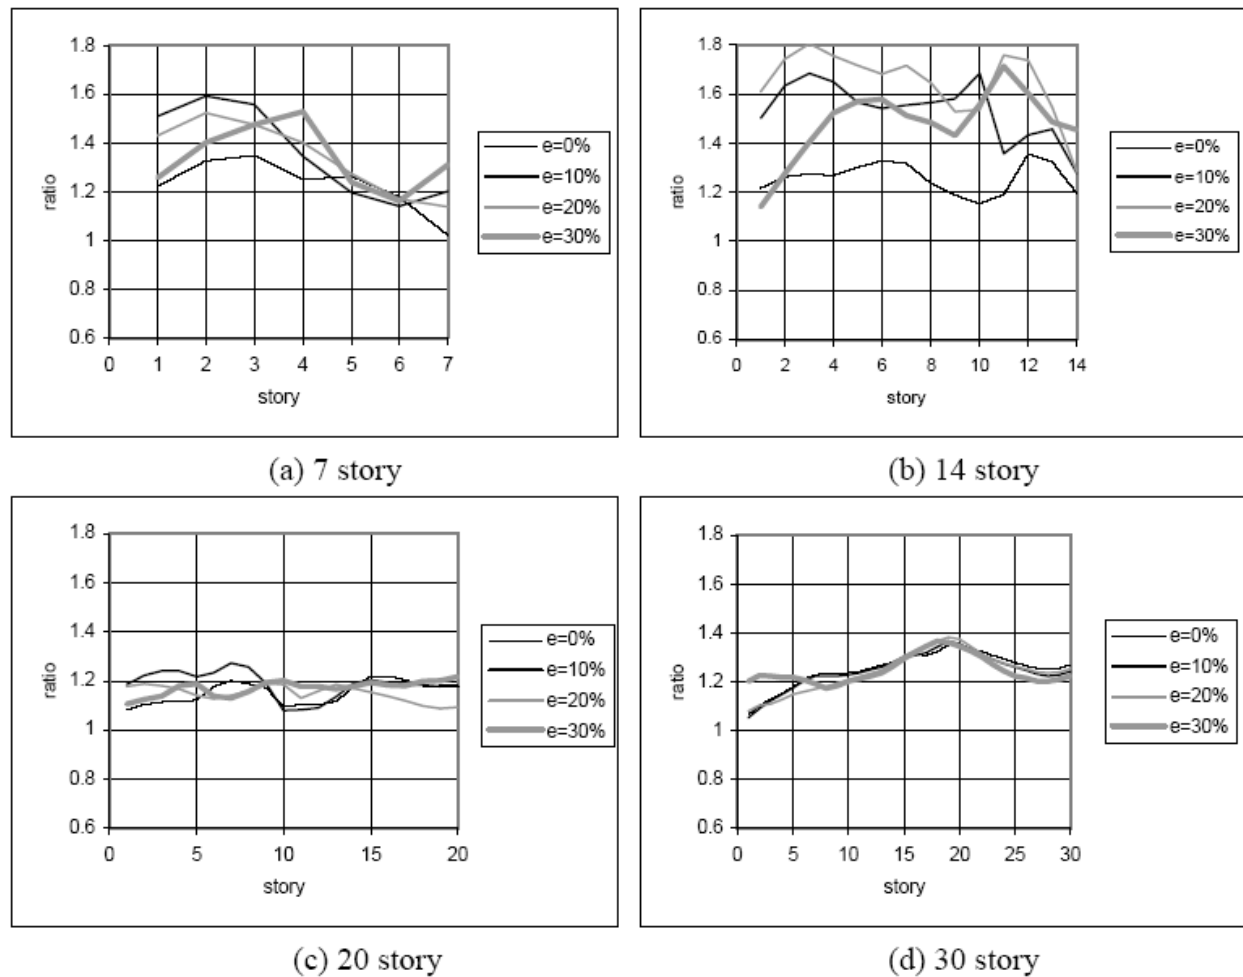 1.8
1.6
1.4
1.2
1
0.8
0.6
ratio
0 1 2 3 4 5 6 7
story
e=0%
e=10%
e=20%
e=30%
(a) 7 story
1.8
1.6
1.4
1.2
1
0.8
0.6
ratio
0 2 4 6 8 10 12 14
story
e=0%
e=10%
e=20%
e=30%
(b) 14 story
1.8
1.6
1.4
1.2
1
0.8
0.6
ratio
0 5 10 15 20
story
e=0%
e=10%
e=20%
e=30%
(c) 20 story
1.8
1.6
1.4
1.2
1
0.8
0.6
ratio
0 5 10 15 20 25 30
story
e=0%
e=10%
e=20%
e=30%
(d) 30 story